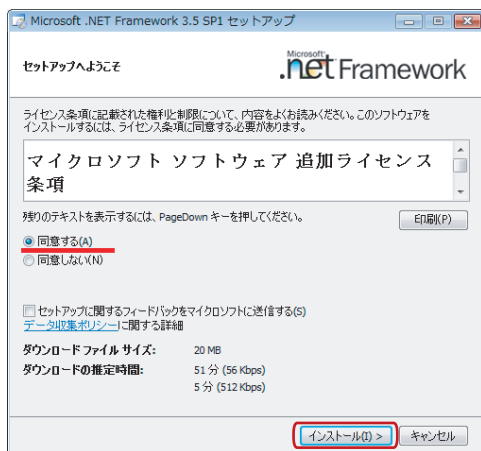 Microsoft .NET Framework 3.5 SP1 セットアップ
セットアップへようこそ
Microsoft
.net Framework
ライセンス条項に記載された権利と制限について、内容をよくお読みください。このソフトウェアを
インストールするには、ライセンス条項に同意する必要があります。
マイクロソフト ソフトウェア 追加ライセンス
条項
残りのテキストを表示するには、PageDown キーを押してください。
印刷(P)
同意する(A)
同意しない(N)
セットアップに関するフィードバックをマイクロソフトに送信する(S)
データ収集ポリシーに関する詳細
ダウンロード ファイル サイズ: 20 MB
ダウンロードの推定時間: 51 分 (56 Kbps)
5 分 (512 Kbps)
インストール(I) > キャンセル